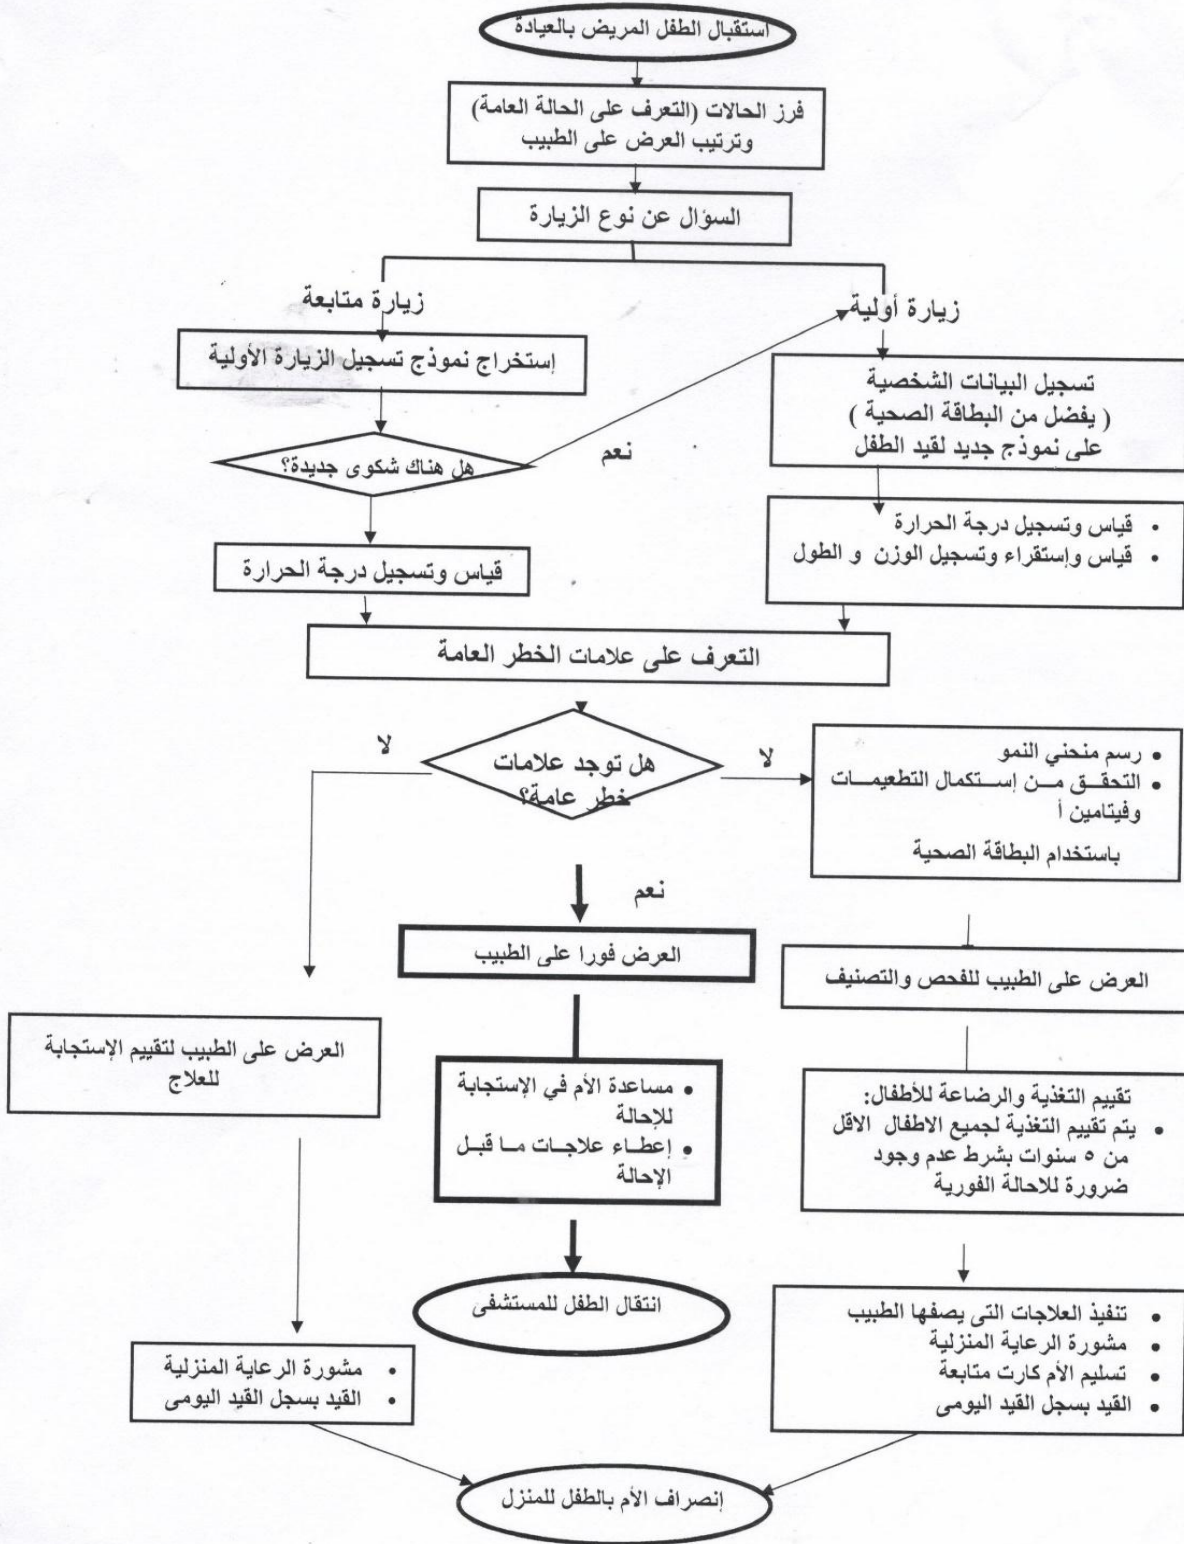 استقبال الطفل المريض بالعيادة
فرز الحالات (التعرف على الحالة العامة)
وترتيب العرض على الطبيب
السؤال عن نوع الزيارة
زيارة أولية
زيارة متابعة
إستخراج نموذج تسجيل الزيارة الأولية
تسجيل البيانات الشخصية
( يفضل من البطاقة الصحية )
على نموذج جديد لقيد الطفل
هل هناك شكوى جديدة؟
نعم
• قياس وتسجيل درجة الحرارة
• قياس وإستقراء وتسجيل الوزن و الطول
قياس وتسجيل درجة الحرارة
التعرف على علامات الخطر العامة
هل توجد علامات
خطر عامة؟
لا
لا
• رسم منحني النمو
• التحقق من إستكمال التطعيمات
وفيتامين أ
باستخدام البطاقة الصحية
نعم
العرض فورا على الطبيب
العرض على الطبيب للفحص والتصنيف
العرض على الطبيب لتقييم الإستجابة
للعلاج
• مساعدة الأم في الإستجابة
للإحالة
• إعطاء علاجات ما قبل
الإحالة
تقييم التغذية والرضاعة للأطفال:
• يتم تقييم التغذية لجميع الاطفال الاقل
من ٥ سنوات بشرط عدم وجود
ضرورة للاحالة الفورية
انتقال الطفل للمستشفى
• تنفيذ العلاجات التى يصفها الطبيب
• مشورة الرعاية المنزلية
• تسليم الأم كارت متابعة
• القيد بسجل القيد اليومى
• مشورة الرعاية المنزلية
• القيد بسجل القيد اليومى
إنصراف الأم بالطفل للمنزل